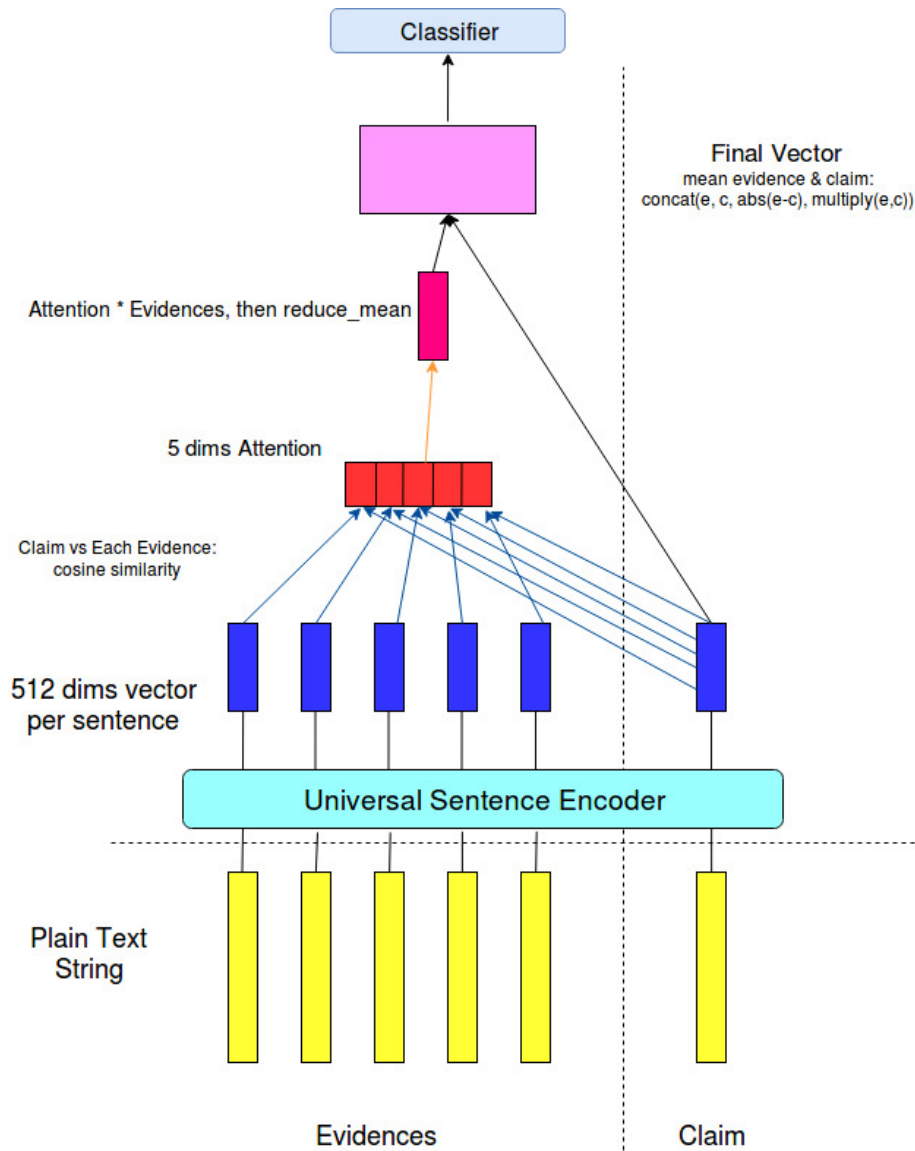 Classifier
Final Vector
mean evidence & claim:
concat(e, c, abs(e-c), multiply(e,c))
Attention * Evidences, then reduce_mean
5 dims Attention
Claim vs Each Evidence:
cosine similarity
512 dims vector
per sentence
Universal Sentence Encoder
Plain Text
String
Evidences
Claim